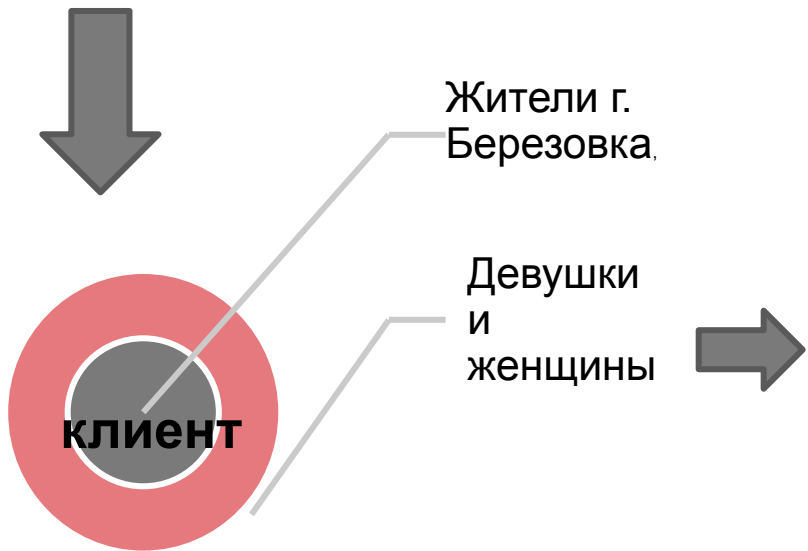 Жители г.
Березовка,
Девушки
и
женщины
клиент